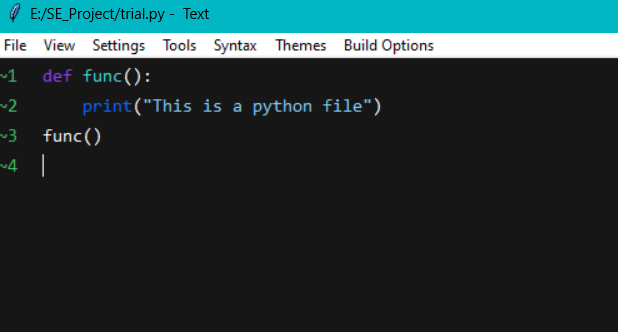 E:/SE_Project/trial.py - Text
File View Settings Tools Syntax Themes Build Options
~1 def func():
~2     print("This is a python file")
~3 func()
~4